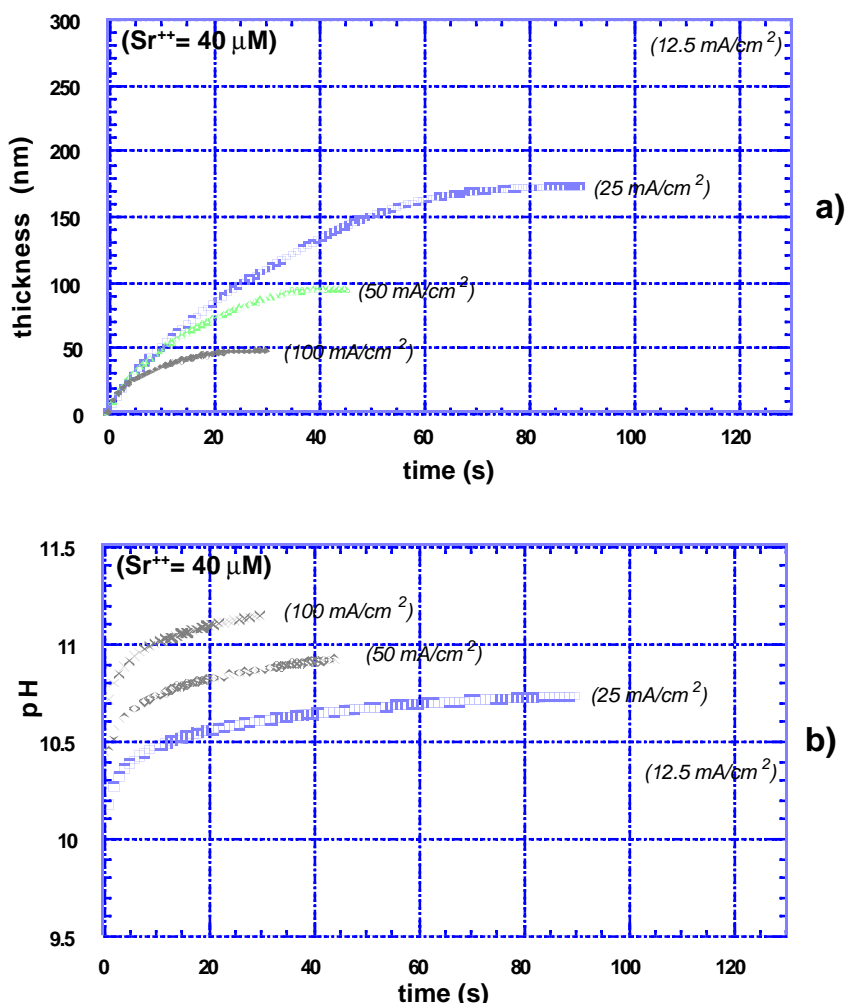 300
(Sr++= 40 μM)
(12.5 mA/cm2)
250
200
(25 mA/cm2)
150
a)
100
(50 mA/cm2)
50
(100 mA/cm2)
0
thickness (nm)
0 20 40 60 80 100 120
time (s)
11.5
(Sr++= 40 μM)
(100 mA/cm2)
11
(50 mA/cm2)
(25 mA/cm2)
pH
10.5
b)
(12.5 mA/cm2)
10
9.5
0 20 40 60 80 100 120
time (s)